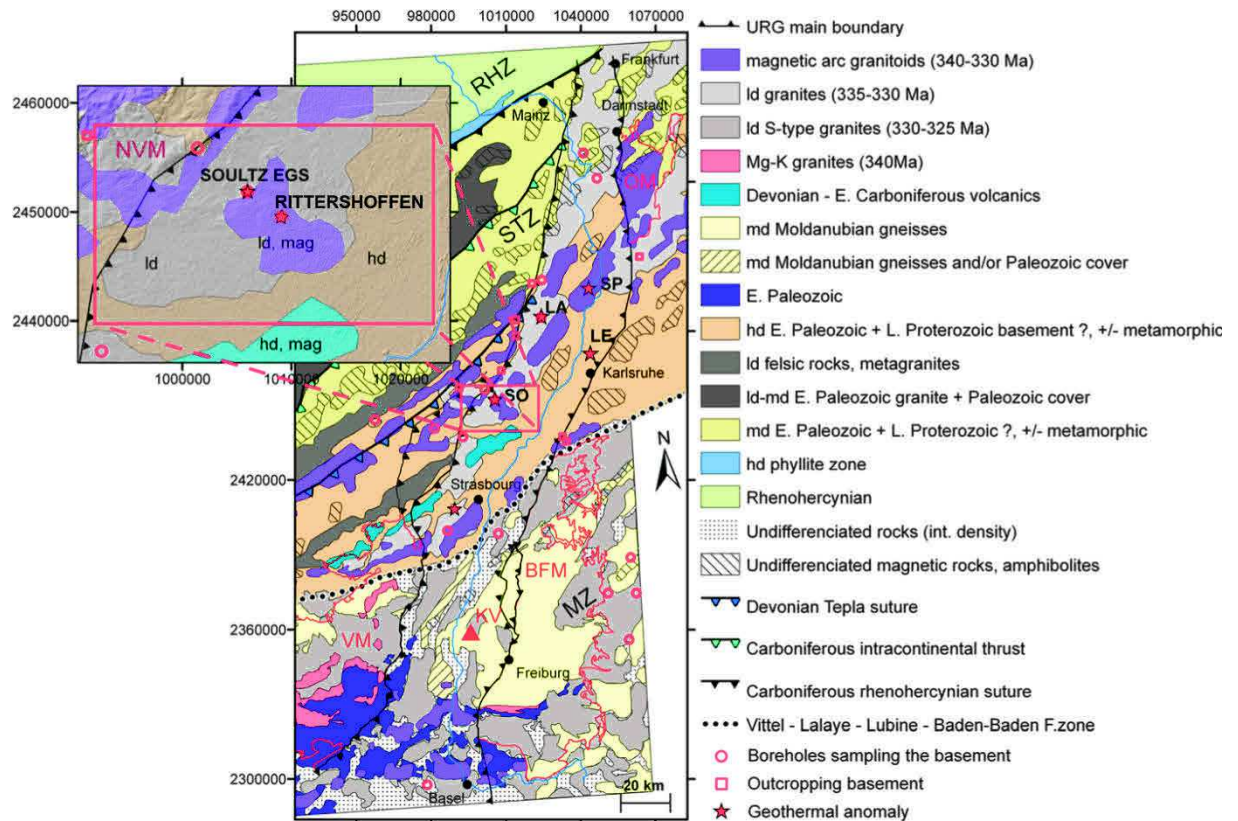 950000 980000 1010000 1040000 1070000
2460000
2450000
2440000
2420000
2360000
2300000
NVM
SOULTZ EGS
RITTERSHOFFEN
ld, mag
ld
hd
hd, mag
1000000 1010000 1020000
RHZ
Frankfurt
Mainz
Darmstadt
OM
STZ
SP
LA
LE
Karlsruhe
SO
N
Strasbourg
BFM
MZ
KV
VM
Freiburg
Basel
20 km
URG main boundary
magnetic arc granitoids (340-330 Ma)
ld granites (335-330 Ma)
ld S-type granites (330-325 Ma)
Mg-K granites (340Ma)
Devonian - E. Carboniferous volcanics
md Moldanubian gneisses
md Moldanubian gneisses and/or Paleozoic cover
E. Paleozoic
hd E. Paleozoic + L. Proterozoic basement ?, +/- metamorphic
ld felsic rocks, metagranites
ld-md E. Paleozoic granite + Paleozoic cover
md E. Paleozoic + L. Proterozoic ?, +/- metamorphic
hd phyllite zone
Rhenohercynian
Undifferenciated rocks (int. density)
Undifferenciated magnetic rocks, amphibolites
Devonian Tepla suture
Carboniferous intracontinental thrust
Carboniferous rhenohercynian suture
Vittel - Lalaye - Lubine - Baden-Baden F.zone
Boreholes sampling the basement
Outcropping basement
Geothermal anomaly